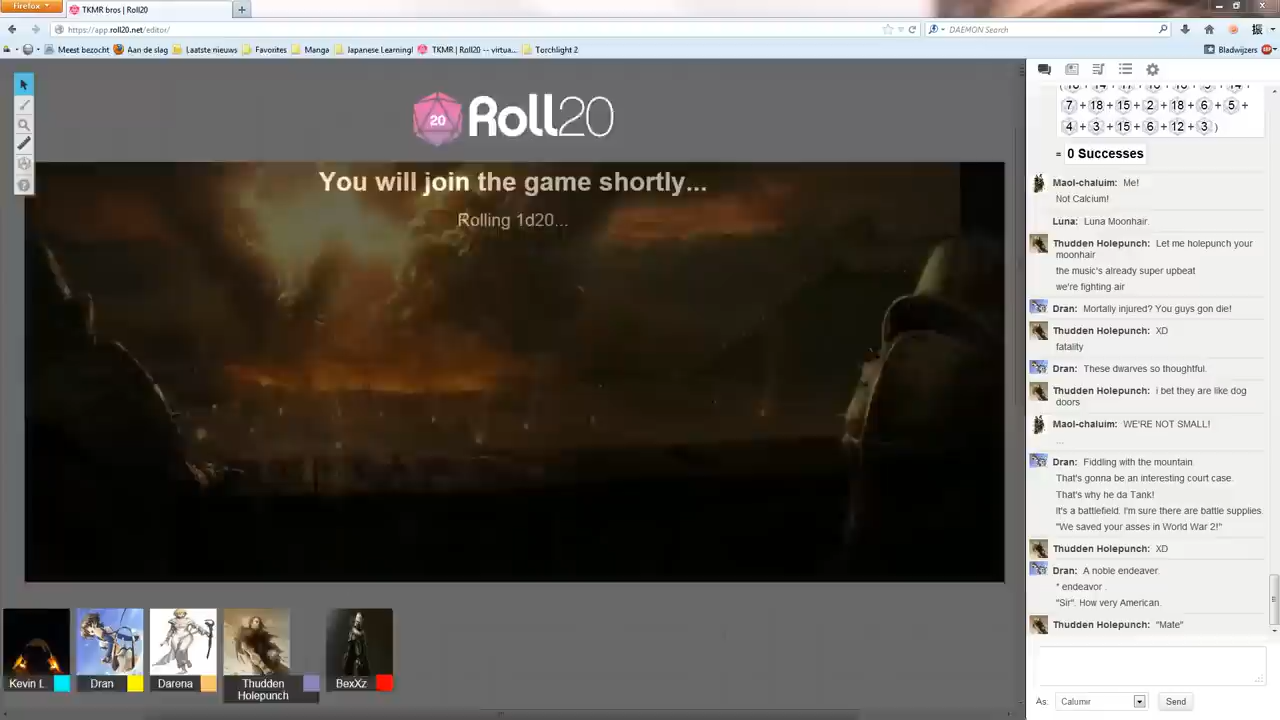 Firefox
TKMR bros | Roll20
https://app.roll20.net/editor/
DAEMON Search
Meest bezocht
Aan de slag
Laatste nieuws
Favorites
Manga
Japanese Learning!
TKMR | Roll20 -- virtua...
Torchlight 2
Bladwijzers
20
Roll20
You will join the game shortly...
Rolling 1d20...
7 +18 +15 +2 +18 +6 +5 +
4 +3 +15 +6 +12 +3 )
= 0 Successes
Maol-chaluim: Me!
Not Calcium!
Luna: Luna Moonhair.
Thudden Holepunch: Let me holepunch your
moonhair
the music's already super upbeat
we're fighting air
Dran: Mortally injured? You guys gon die!
Thudden Holepunch: XD
fatality
Dran: These dwarves so thoughtful.
Thudden Holepunch: i bet they are like dog
doors
Maol-chaluim: WE'RE NOT SMALL!
...
Dran: Fiddling with the mountain
That's gonna be an interesting court case.
That's why he da Tank!
It's a battlefield. I'm sure there are battle supplies.
"We saved your asses in World War 2!"
Thudden Holepunch: XD
Dran: A noble endeaver.
* endeavor .
"Sir". How very American.
Thudden Holepunch: "Mate"
As: Calumir
Send
Kevin L.
Dran
Darena
Thudden
Holepunch
BexXz